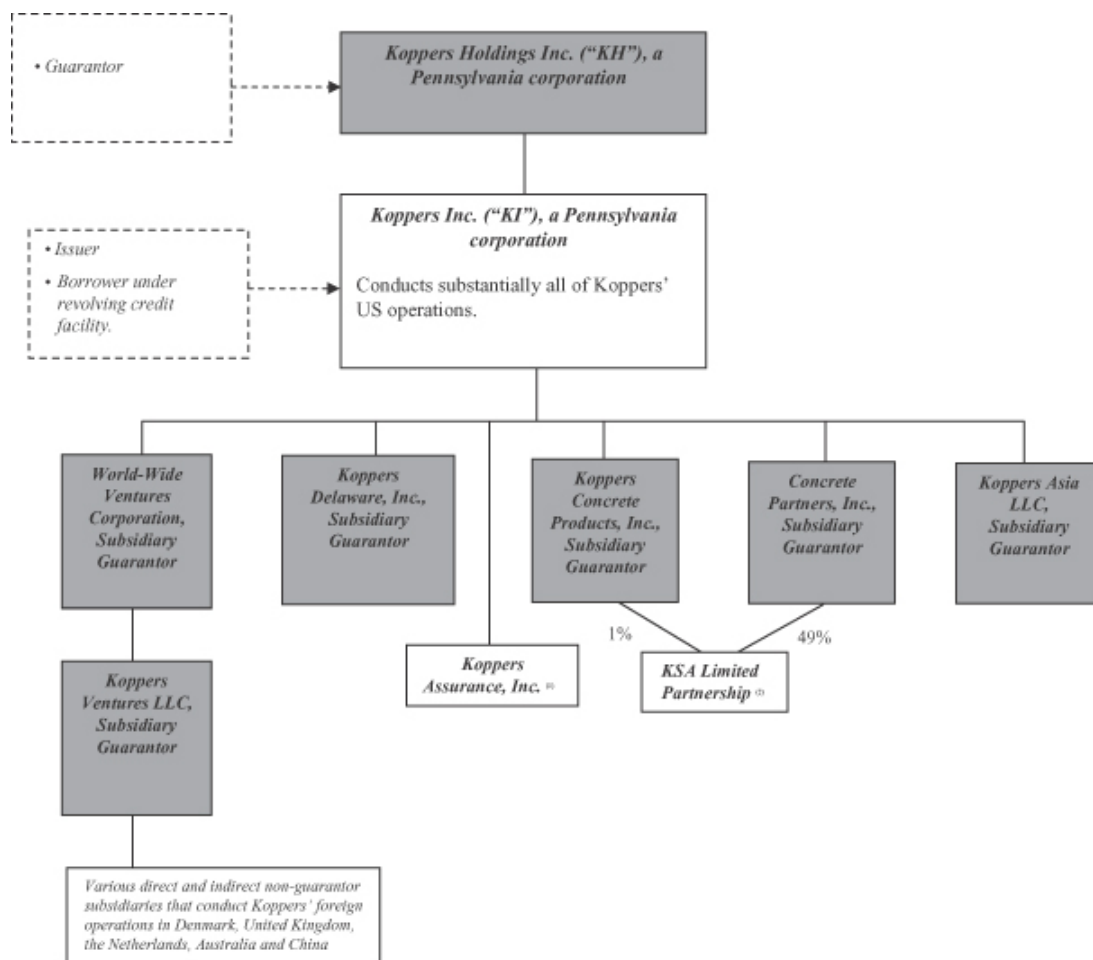 • Guarantor
Koppers Holdings Inc. (“KH”), a
Pennsylvania corporation
Koppers Inc. (“KI”), a Pennsylvania
corporation
Conducts substantially all of Koppers’
US operations.
• Issuer
• Borrower under
revolving credit
facility.
World-Wide
Ventures
Corporation,
Subsidiary
Guarantor
Koppers
Delaware, Inc.,
Subsidiary
Guarantor
Koppers
Concrete
Products, Inc.,
Subsidiary
Guarantor
Concrete
Partners, Inc.,
Subsidiary
Guarantor
Koppers Asia
LLC,
Subsidiary
Guarantor
1%
49%
Koppers
Ventures LLC,
Subsidiary
Guarantor
Koppers
Assurance, Inc.
KSA Limited
Partnership (2)
Various direct and indirect non-guarantor
subsidiaries that conduct Koppers’ foreign
operations in Denmark, United Kingdom,
the Netherlands, Australia and China